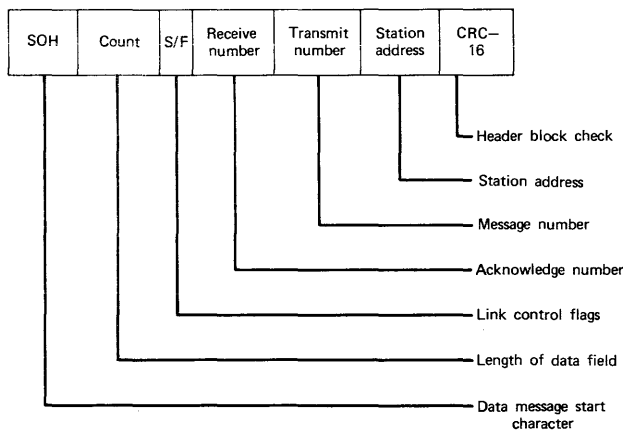 SOH
Count
S/F
Receive
number
Transmit
number
Station
address
CRC—
16
Header block check
Station address
Message number
Acknowledge number
Link control flags
Length of data field
Data message start
character